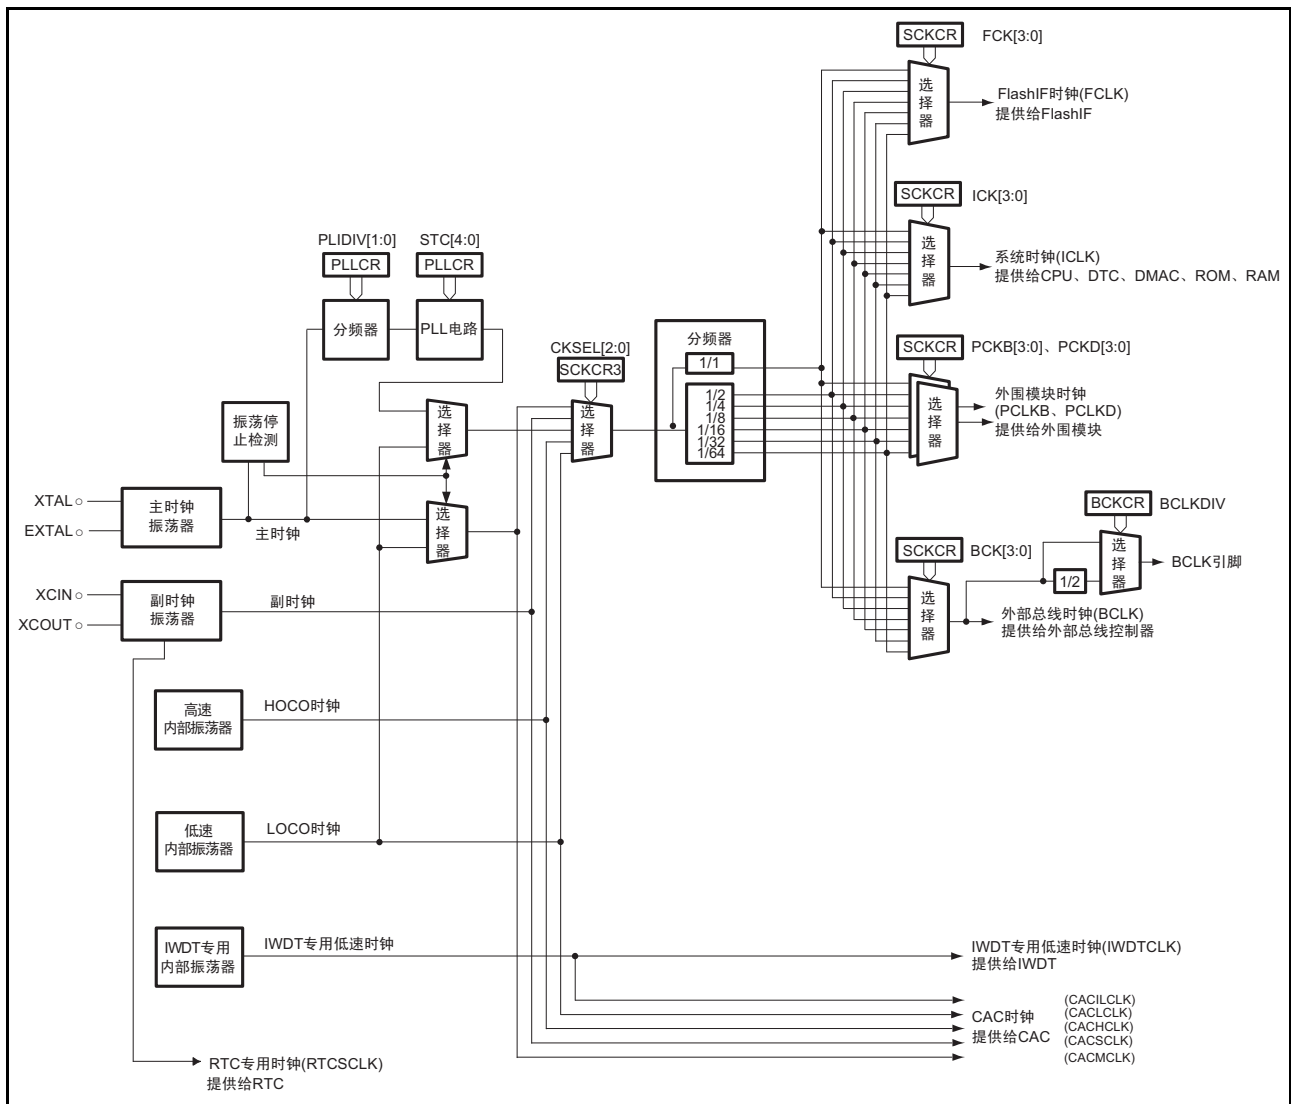 SCKCR FCK[3:0]
选择器
FlashIF时钟(FCLK)
提供给FlashIF
SCKCR ICK[3:0]
选择器
系统时钟(ICLK)
提供给CPU、DTC、DMAC、ROM、RAM
PLIDIV[1:0] STC[4:0]
PLLCR PLLCR
分频器 PLL电路
CKSEL[2:0]
SCKCR3
选择器
分频器
1/1
1/2
1/4
1/8
1/16
1/32
1/64
SCKCR PCKB[3:0]、PCKD[3:0]
选择器
外围模块时钟
(PCLKB、PCLKD)
提供给外围模块
振荡停
止检测
选择器
选择器
XTAL
EXTAL
主时钟
振荡器
主时钟
BCKCR BCLKDIV
选择器
1/2
BCLK引脚
SCKCR BCK[3:0]
选择器
外部总线时钟(BCLK)
提供给外部总线控制器
XCIN
XCOUT
副时钟
振荡器
副时钟
高速
内部振荡器
HOCO时钟
低速
内部振荡器
LOCO时钟
IWDT专用
内部振荡器
IWDT专用低速时钟
IWDT专用低速时钟(IWDTCLK)
提供给IWDT
CAC时钟
提供给CAC
(CACILCLK)
(CACLCLK)
(CACHCLK)
(CACSCLK)
(CACMCLK)
RTC专用时钟(RTCSCLK)
提供给RTC